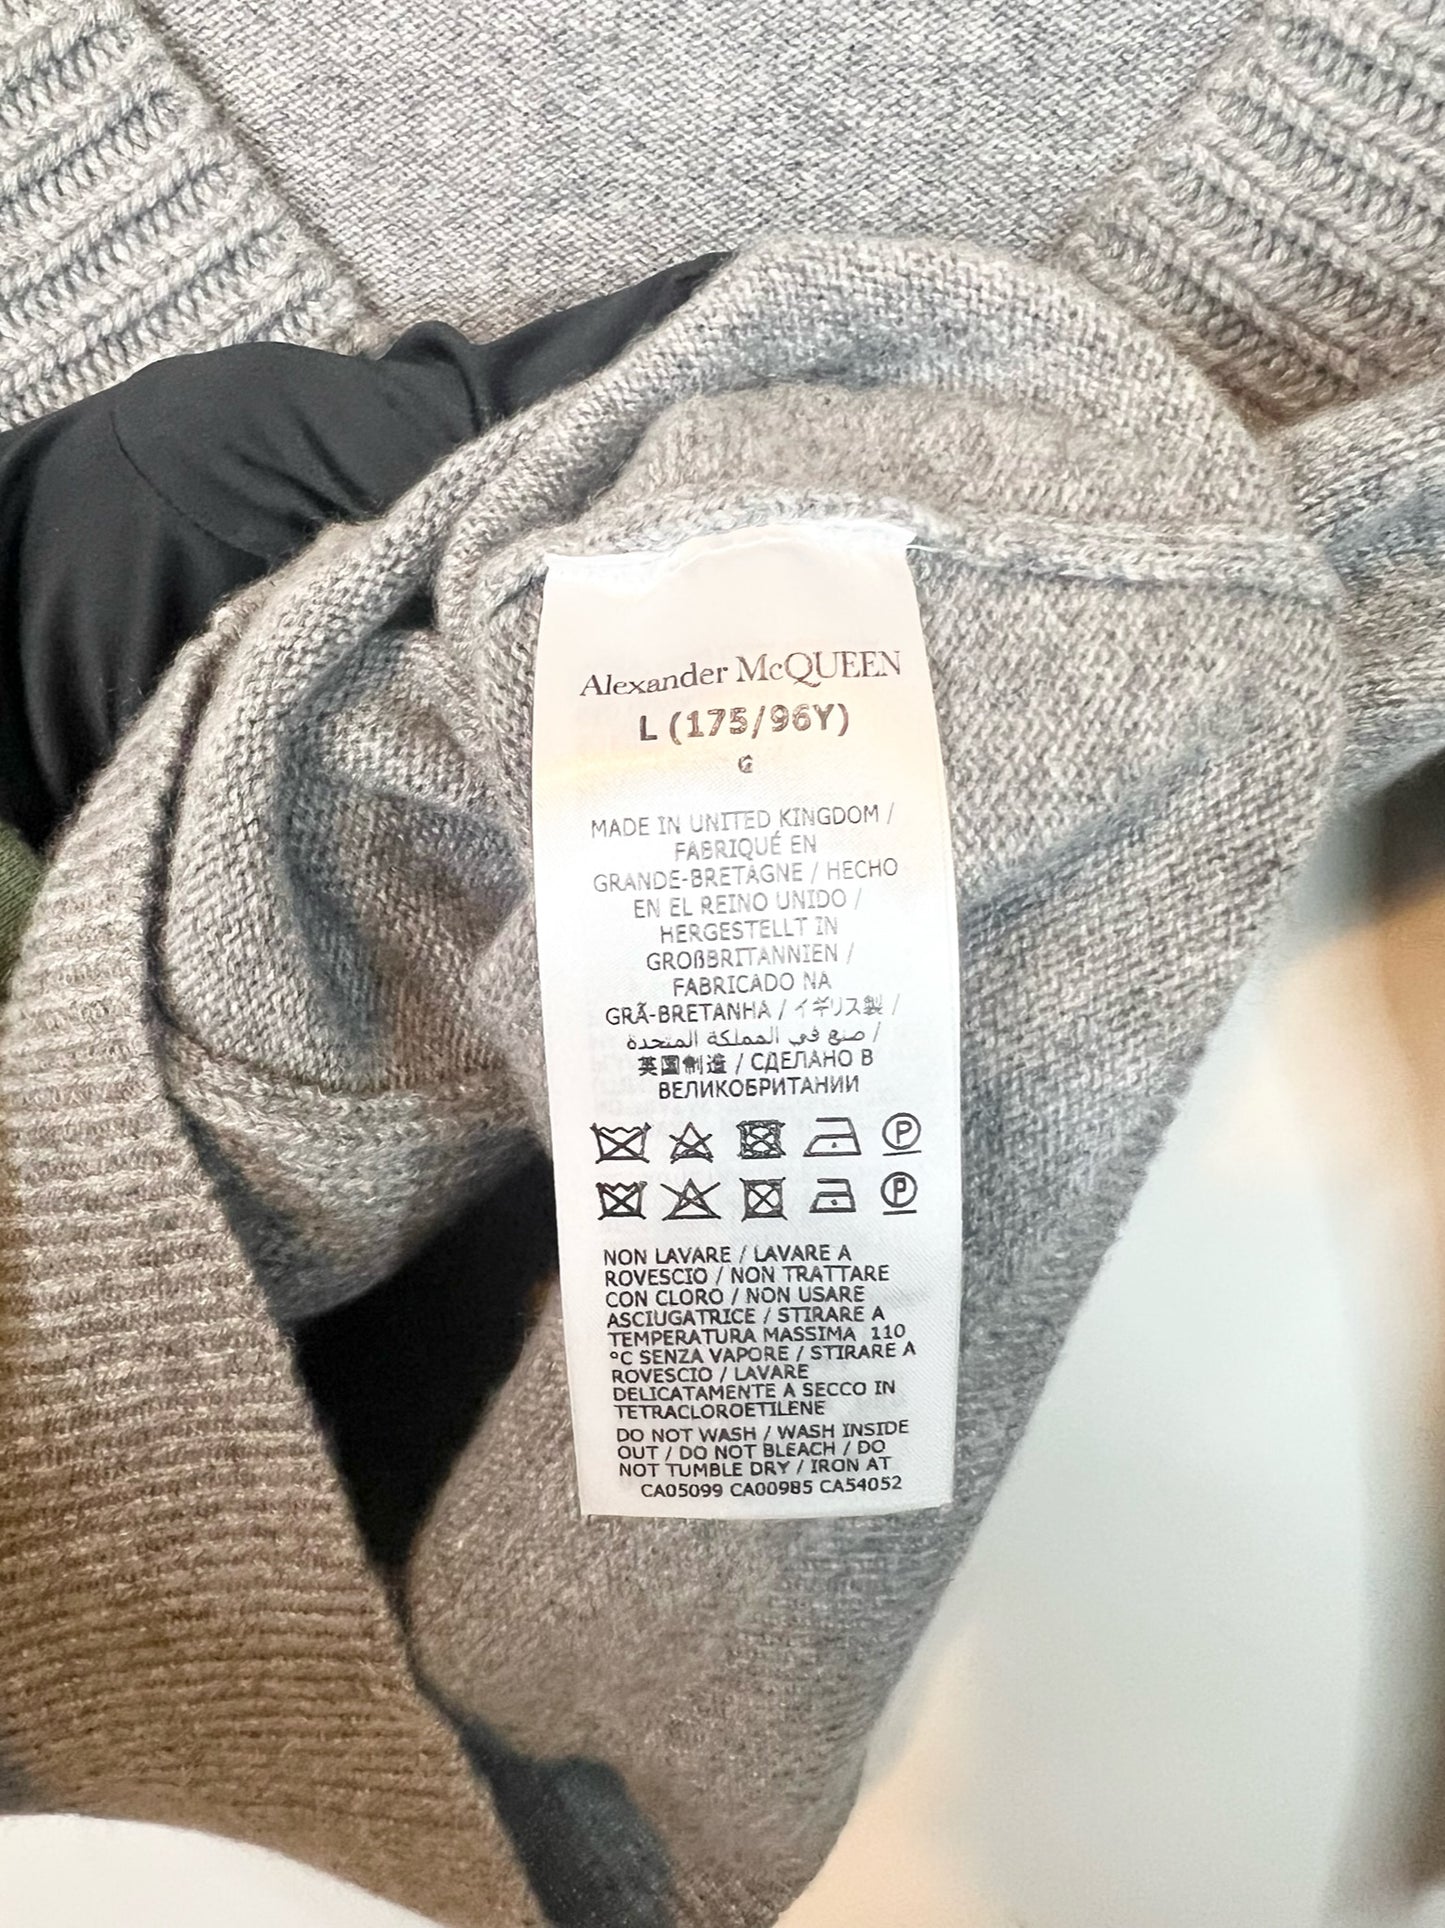 Alexander McQUEEN
L (175/96Y)
G
MADE IN UNITED KINGDOM /
FABRIQUÉ EN
GRANDE-BRETAGNE / HECHO
EN EL REINO UNIDO /
HERGESTELLT IN
GROßBRITANNIEN /
FABRICADO NA
GRÃ-BRETANHA / イギリス製 /
صنع في المملكة المتحدة /
英国制造 / СДЕЛАНО В
ВЕЛИКОБРИТАНИИ
P
P
NON LAVARE / LAVARE A
ROVESCIO / NON TRATTARE
CON CLORO / NON USARE
ASCIUGATRICE / STIRARE A
TEMPERATURA MASSIMA 110
°C SENZA VAPORE / STIRARE A
ROVESCIO / LAVARE
DELICATAMENTE A SECCO IN
TETRACLOROETILENE
DO NOT WASH / WASH INSIDE
OUT / DO NOT BLEACH / DO
NOT TUMBLE DRY / IRON AT
CA05099 CA00985 CA54052